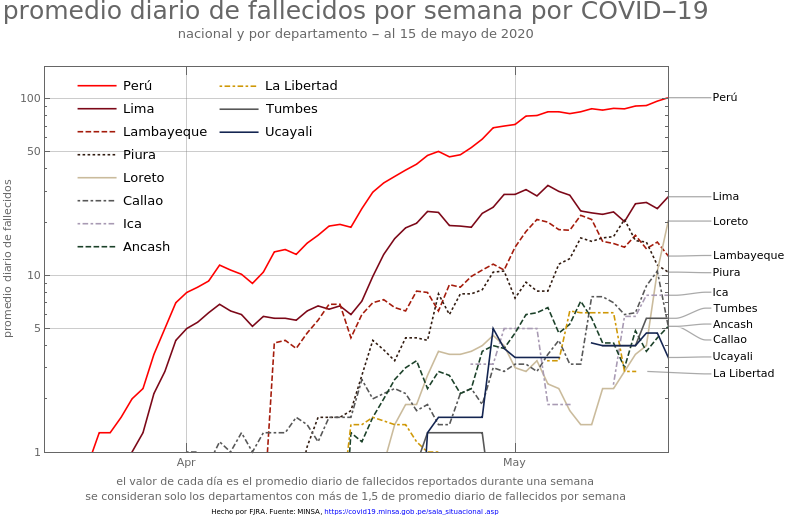 promedio diario de fallecidos por semana por COVID‒19
nacional y por departamento ‒ al 15 de mayo de 2020
promedio diario de fallecidos
100
50
10
5
1
Apr
May
Perú
Lima
Lambayeque
Piura
Loreto
Callao
Ica
Ancash
La Libertad
Tumbes
Ucayali
Perú
Lima
Loreto
Lambayeque
Piura
Ica
Tumbes
Ancash
Callao
Ucayali
La Libertad
el valor de cada día es el promedio diario de fallecidos reportados durante una semana
se consideran solo los departamentos con más de 1,5 de promedio diario de fallecidos por semana
Hecho por FJRA. Fuente: MINSA, https://covid19.minsa.gob.pe/sala_situacional.asp